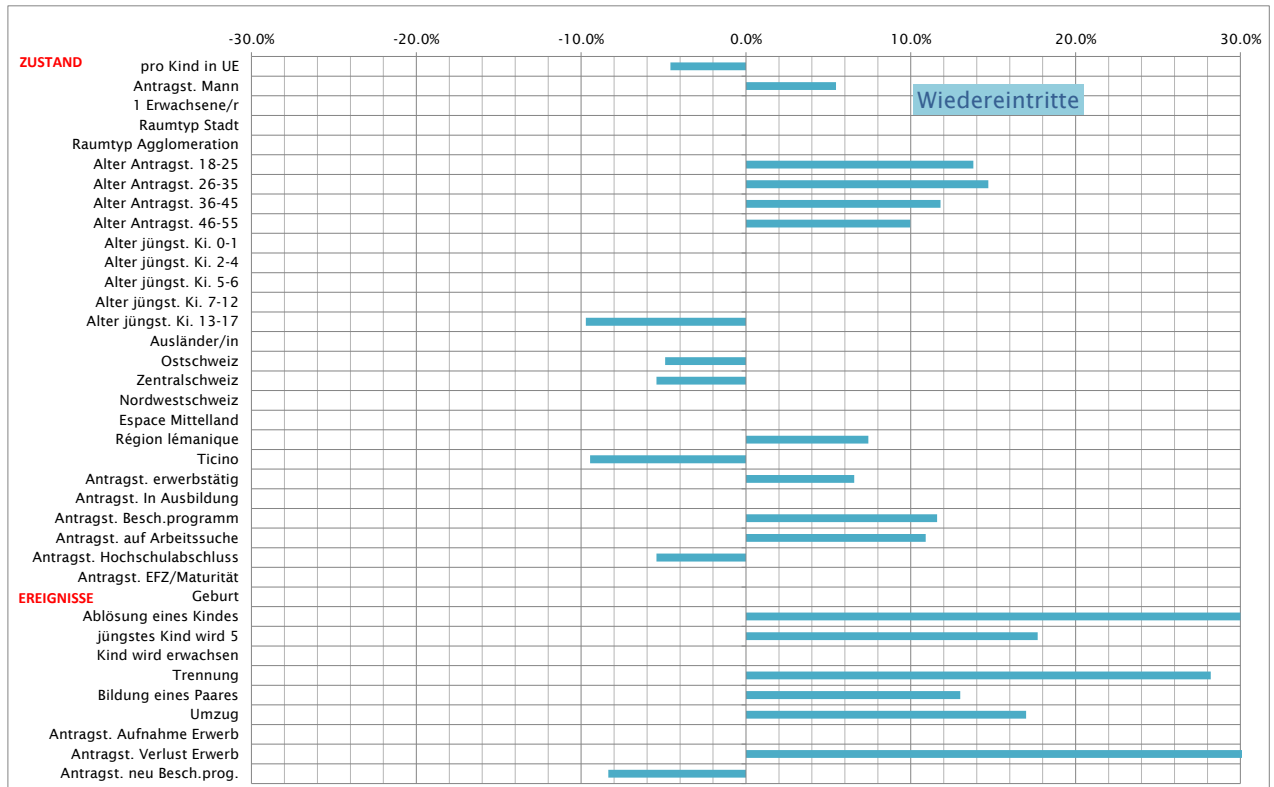 -30.0% -20.0% -10.0% 0.0% 10.0% 20.0% 30.0%
ZUSTAND
pro Kind in UE
Antragst. Mann
Wiedereintritte
1 Erwachsene/r
Raumtyp Stadt
Raumtyp Agglomeration
Alter Antragst. 18-25
Alter Antragst. 26-35
Alter Antragst. 36-45
Alter Antragst. 46-55
Alter jüngst. Ki. 0-1
Alter jüngst. Ki. 2-4
Alter jüngst. Ki. 5-6
Alter jüngst. Ki. 7-12
Alter jüngst. Ki. 13-17
Ausländer/in
Ostschweiz
Zentralschweiz
Nordwestschweiz
Espace Mittelland
Région lémanique
Ticino
Antragst. erwerbstätig
Antragst. In Ausbildung
Antragst. Besch.programm
Antragst. auf Arbeitssuche
Antragst. Hochschulabschluss
Antragst. EFZ/Maturität
EREIGNISSE
Geburt
Ablösung eines Kindes
jüngstes Kind wird 5
Kind wird erwachsen
Trennung
Bildung eines Paares
Umzug
Antragst. Aufnahme Erwerb
Antragst. Verlust Erwerb
Antragst. neu Besch.prog.